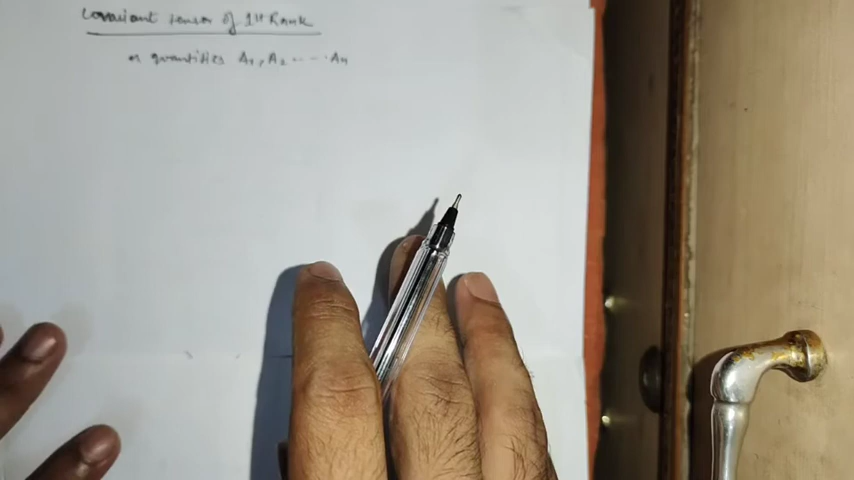 Covariant tensor of 1st Rank
n quantities A₁, A₂ ----- Aₙ